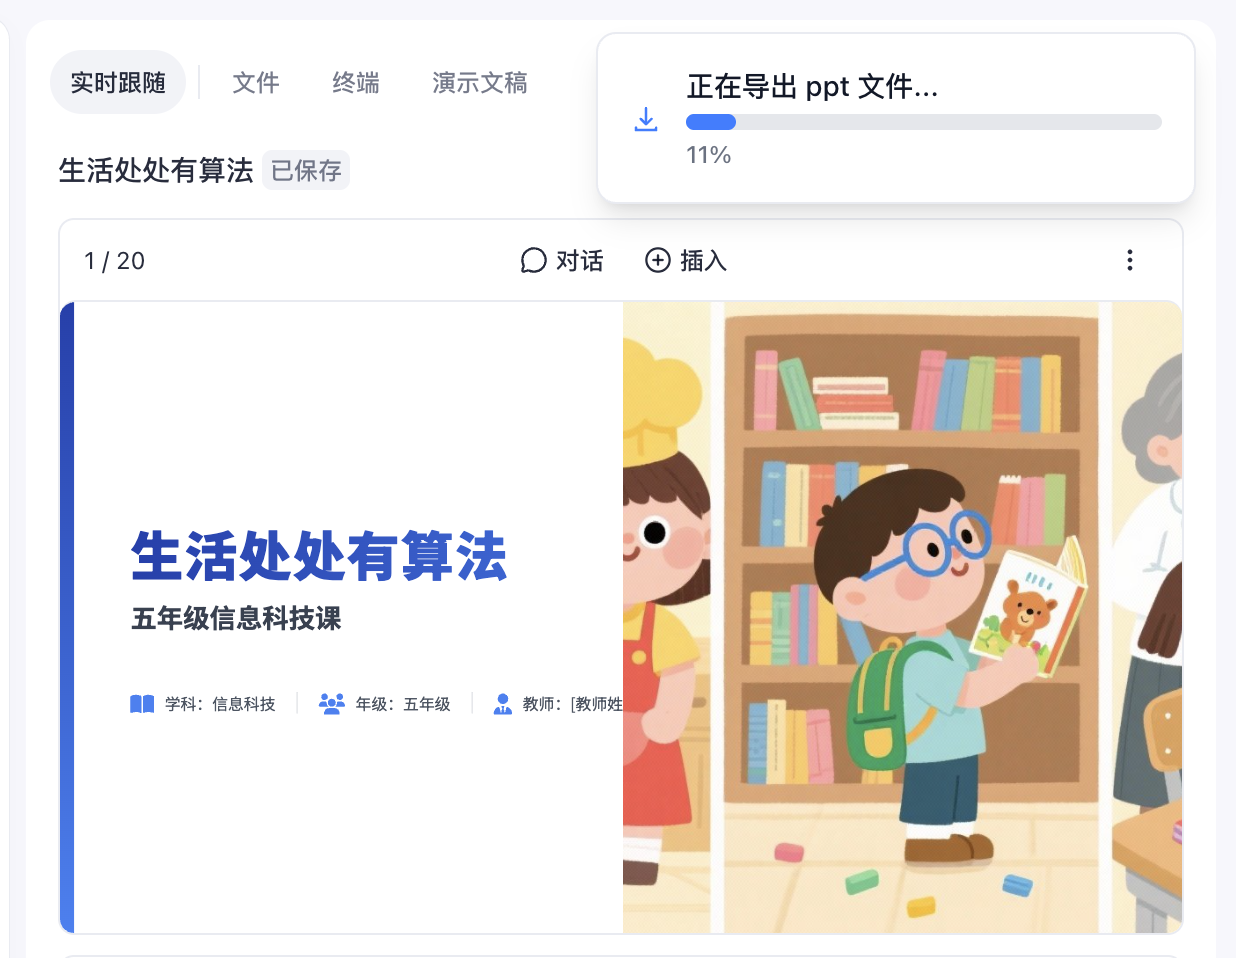 实时跟随 文件 终端 演示文稿
正在导出 ppt 文件...
11%
生活处处有算法 已保存
1 / 20 对话 插入
生活处处有算法
五年级信息科技课
学科：信息科技 年级：五年级 教师：[教师姓